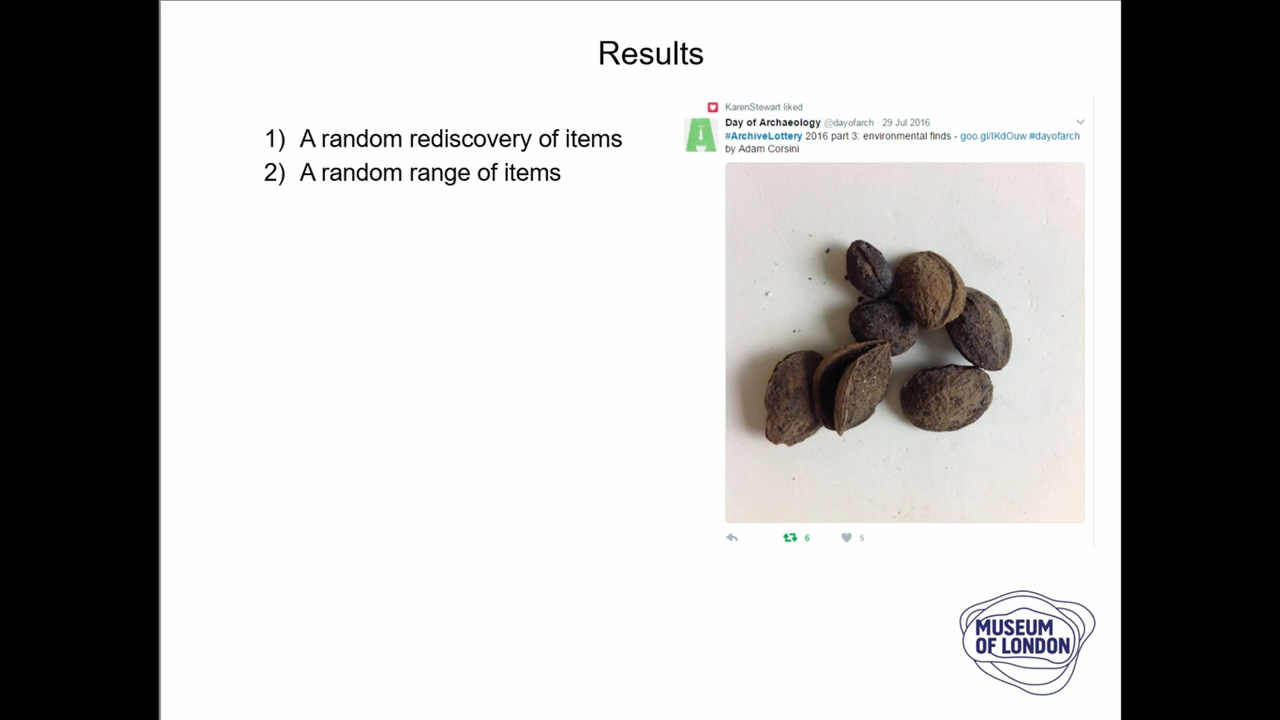 Results
1) A random rediscovery of items
2) A random range of items
KarenStewart liked
Day of Archaeology @dayofarch · 29 Jul 2016
#ArchiveLottery 2016 part 3: environmental finds - goo.gl/IKdOuw #dayofarch
by Adam Corsini
6 5
MUSEUM
OF LONDON